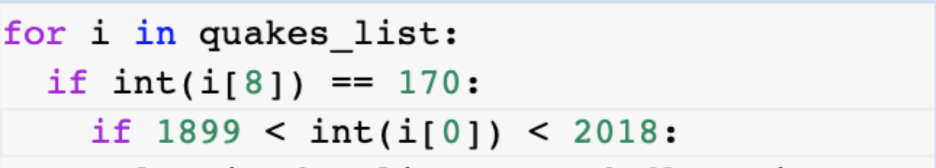 for i in quakes_list:
  if int(i[8]) == 170:
    if 1899 < int(i[0]) < 2018: